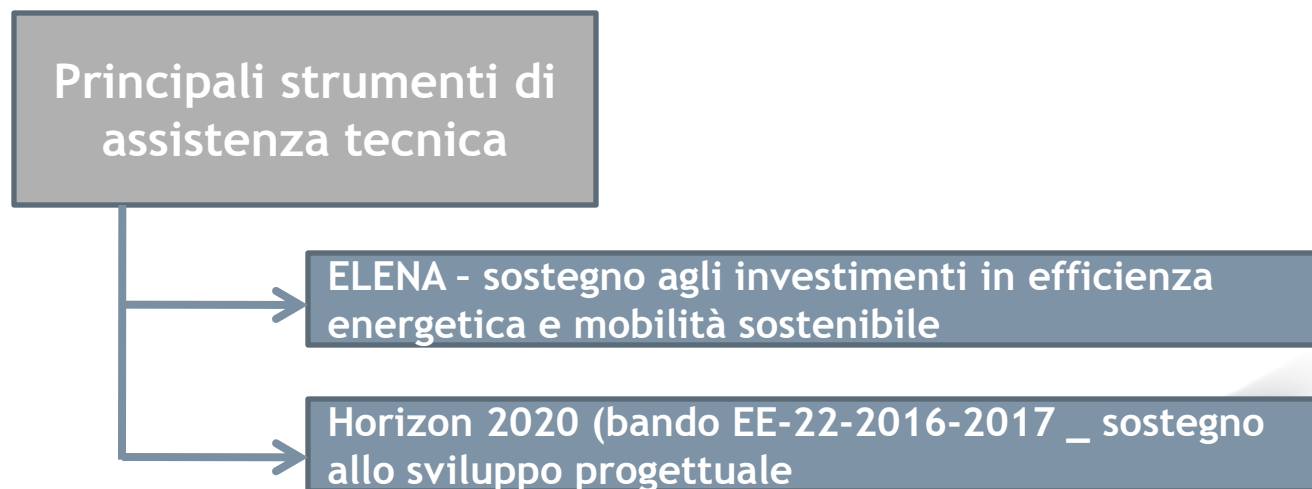 Principali strumenti di
assistenza tecnica
ELENA – sostegno agli investimenti in efficienza
energetica e mobilità sostenibile
Horizon 2020 (bando EE-22-2016-2017 _ sostegno
allo sviluppo progettuale